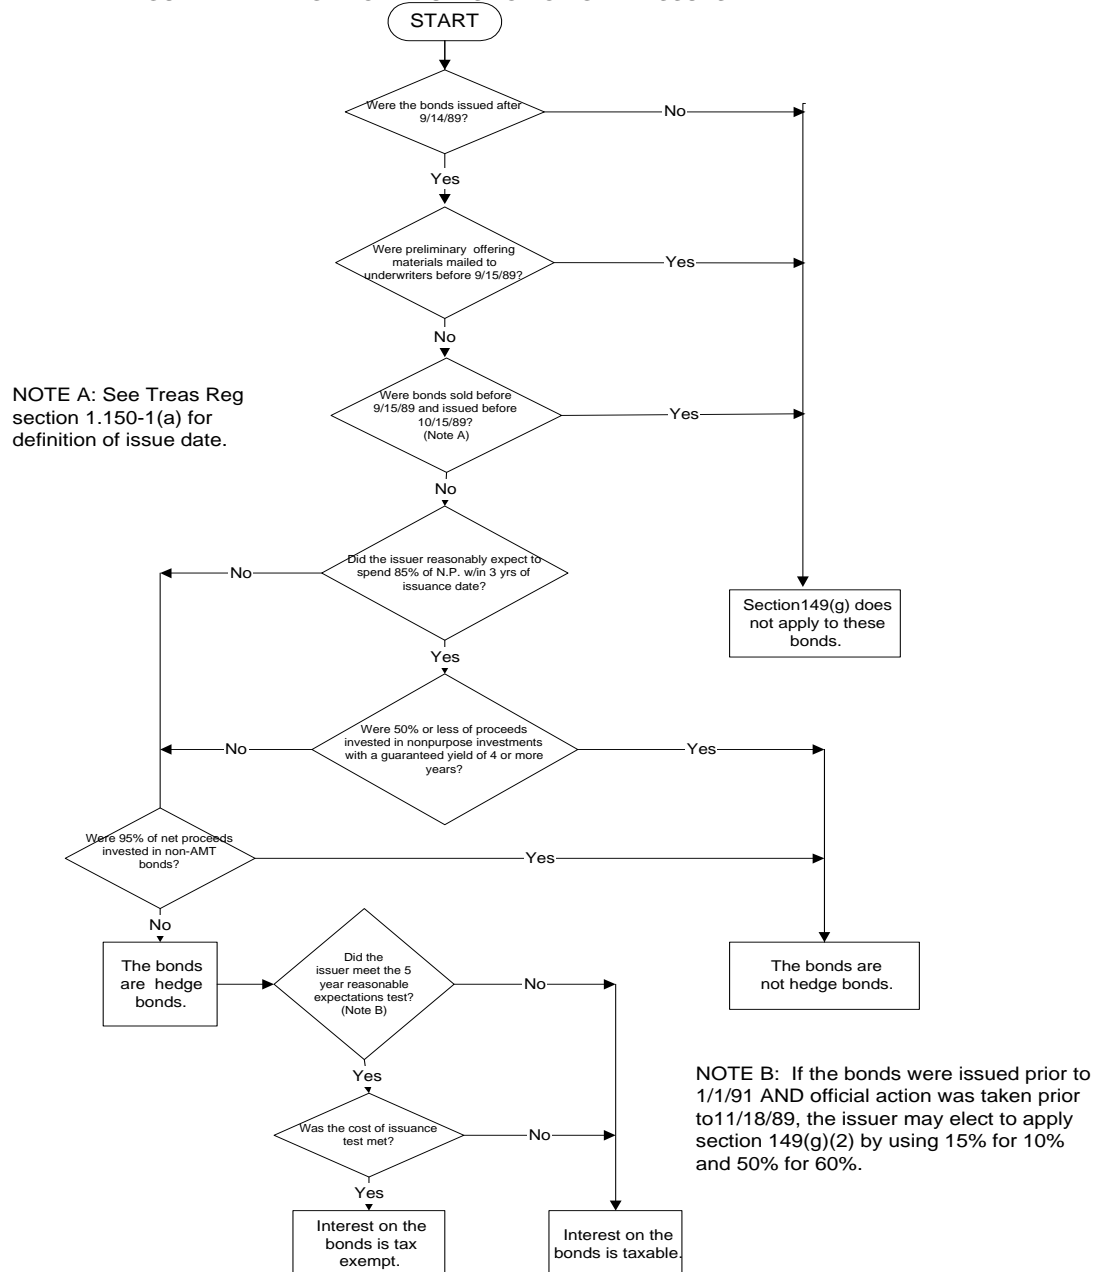 START
Were the bonds issued after
9/14/89?
No
Yes
Were preliminary offering
materials mailed to
underwriters before 9/15/89?
Yes
No
NOTE A: See Treas Reg
section 1.150-1(a) for
definition of issue date.
Were bonds sold before
9/15/89 and issued before
10/15/89?
(Note A)
Yes
No
Did the issuer reasonably expect to
spend 85% of N.P. w/in 3 yrs of
issuance date?
No
Section149(g) does
not apply to these
bonds.
Yes
Were 50% or less of proceeds
invested in nonpurpose investments
with a guaranteed yield of 4 or more
years?
No
Yes
Were 95% of net proceeds
invested in non-AMT
bonds?
Yes
No
The bonds
are hedge
bonds.
Did the
issuer meet the 5
year reasonable
expectations test?
(Note B)
No
The bonds are
not hedge bonds.
Yes
NOTE B: If the bonds were issued prior to
1/1/91 AND official action was taken prior
to11/18/89, the issuer may elect to apply
section 149(g)(2) by using 15% for 10%
and 50% for 60%.
Was the cost of issuance
test met?
No
Yes
Interest on the
bonds is tax
exempt.
Interest on the
bonds is taxable.